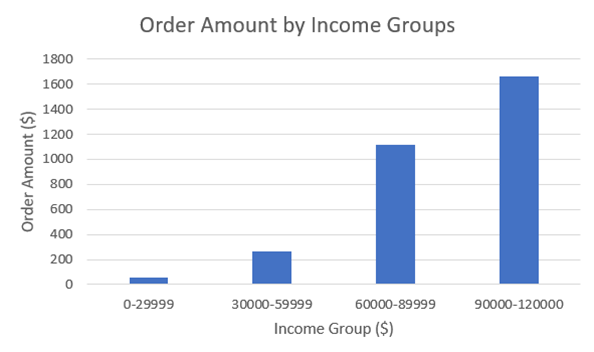 Order Amount by Income Groups
1800
1600
1400
1200
1000
800
600
400
200
0
Order Amount ($)
0-29999 30000-59999 60000-89999 90000-120000
Income Group ($)